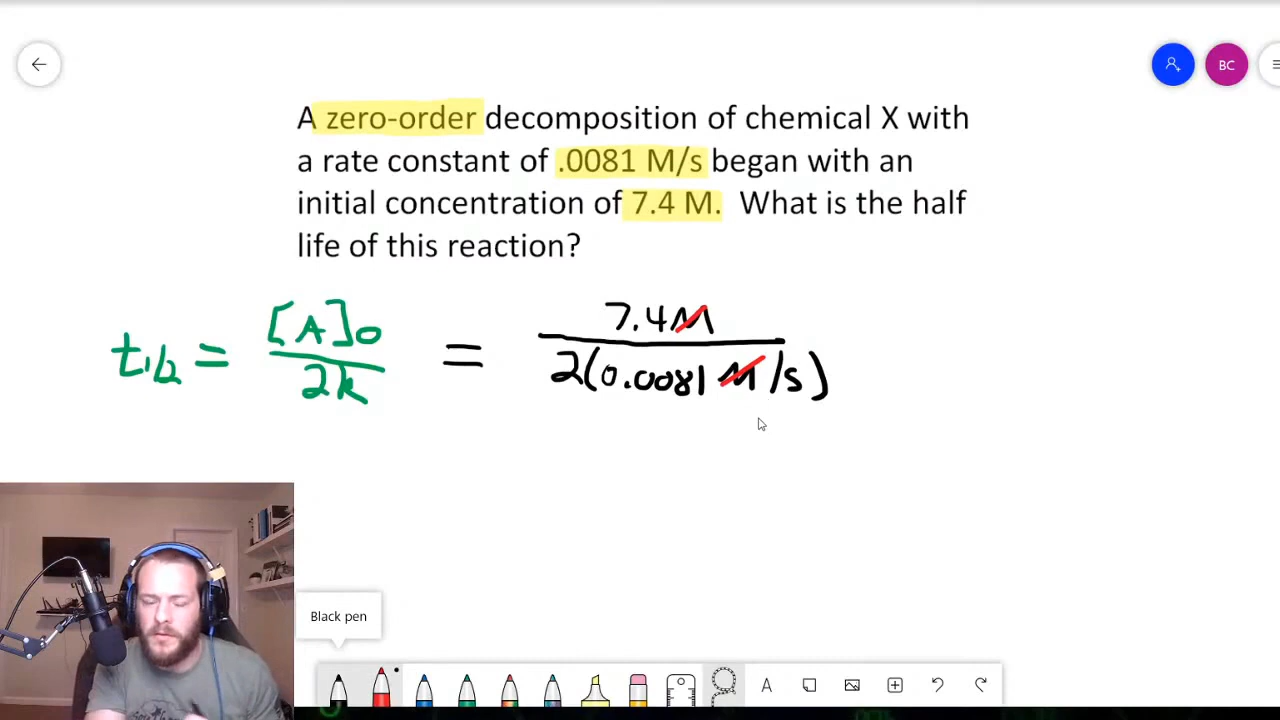 BC
A zero-order decomposition of chemical X with
a rate constant of .0081 M/s began with an
initial concentration of 7.4 M. What is the half
life of this reaction?
t1/2 = [A]0 / 2k = 7.4 M / 2(0.0081 M/s)
Black pen
A